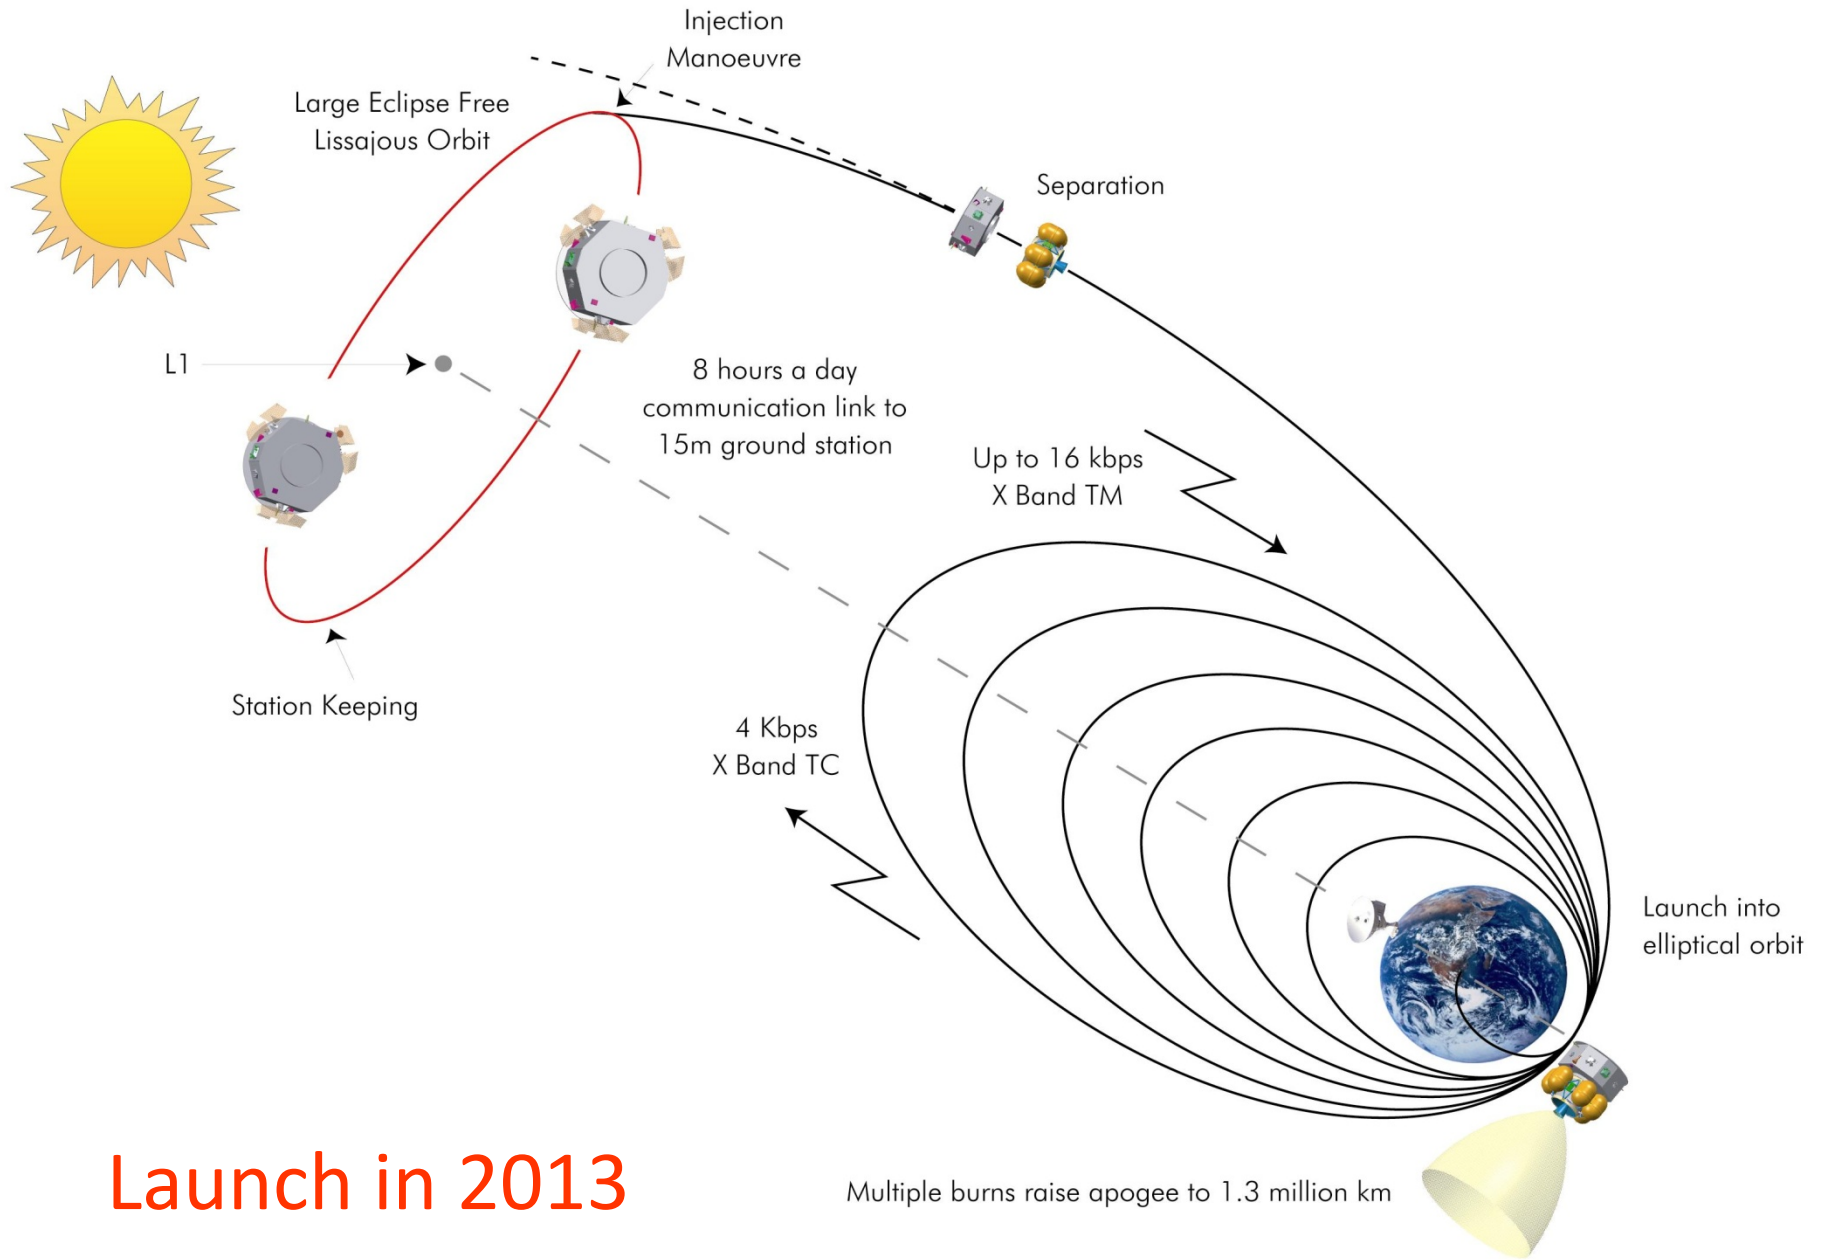 Injection
Manoeuvre
Large Eclipse Free
Lissajous Orbit
Separation
L1
8 hours a day
communication link to
15m ground station
Up to 16 kbps
X Band TM
Station Keeping
4 Kbps
X Band TC
Launch into
elliptical orbit
Launch in 2013
Multiple burns raise apogee to 1.3 million km